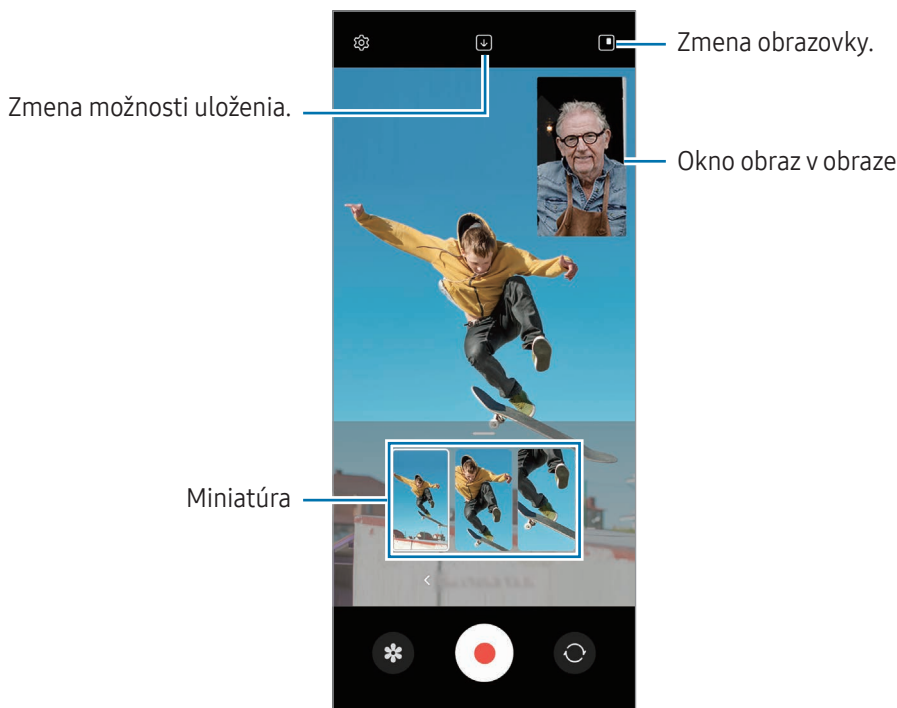 Zmena obrazovky.
Zmena možnosti uloženia.
Okno obraz v obraze
Miniatúra